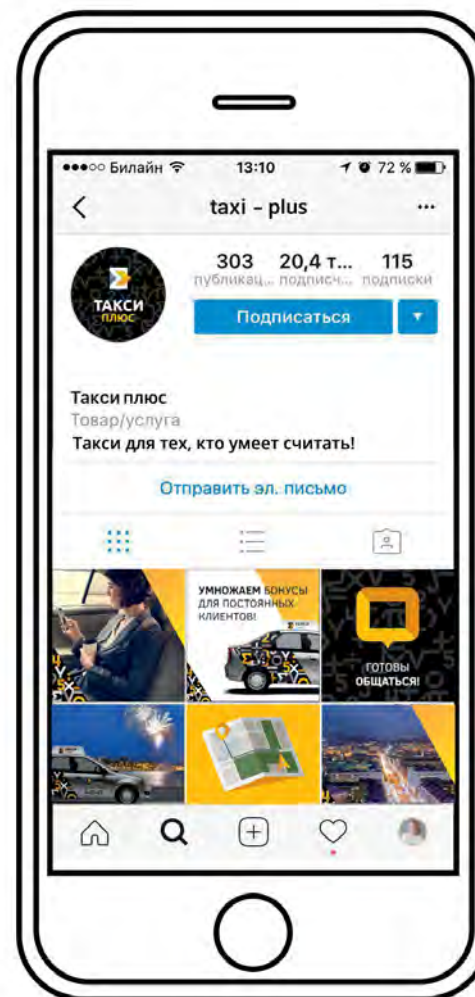 Билайн 13:10 72 %
taxi – plus
303 20,4 т... 115
публикац... подписч... подписки
Подписаться
ТАКСИ
ПЛЮС
Такси плюс
Товар/услуга
Такси для тех, кто умеет считать!
Отправить эл. письмо
УМНОЖАЕМ БОНУСЫ
ДЛЯ ПОСТОЯННЫХ
КЛИЕНТОВ!
ГОТОВЫ
ОБЩАТЬСЯ!